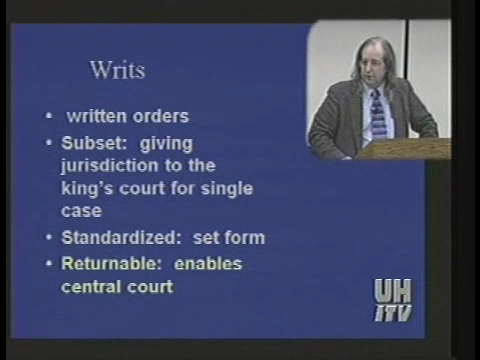 Writs
• written orders
• Subset: giving
jurisdiction to the
king's court for single
case
• Standardized: set form
• Returnable: enables
central court
UH
ITV